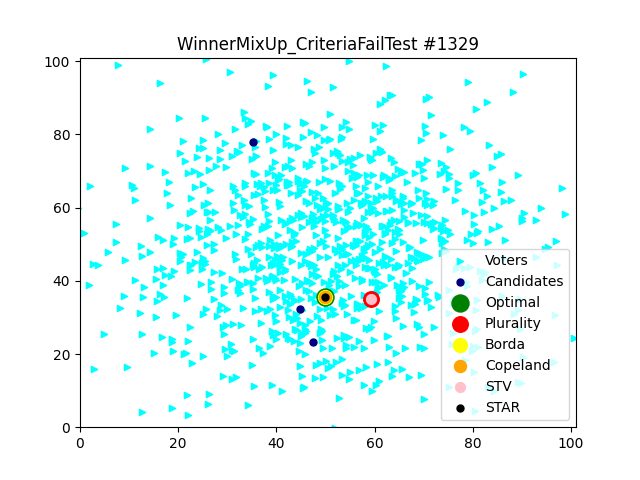 WinnerMixUp_CriteriaFailTest #1329
100
80
60
40
20
0
0
20
40
60
80
100
Voters
Candidates
Optimal
Plurality
Borda
Copeland
STV
STAR